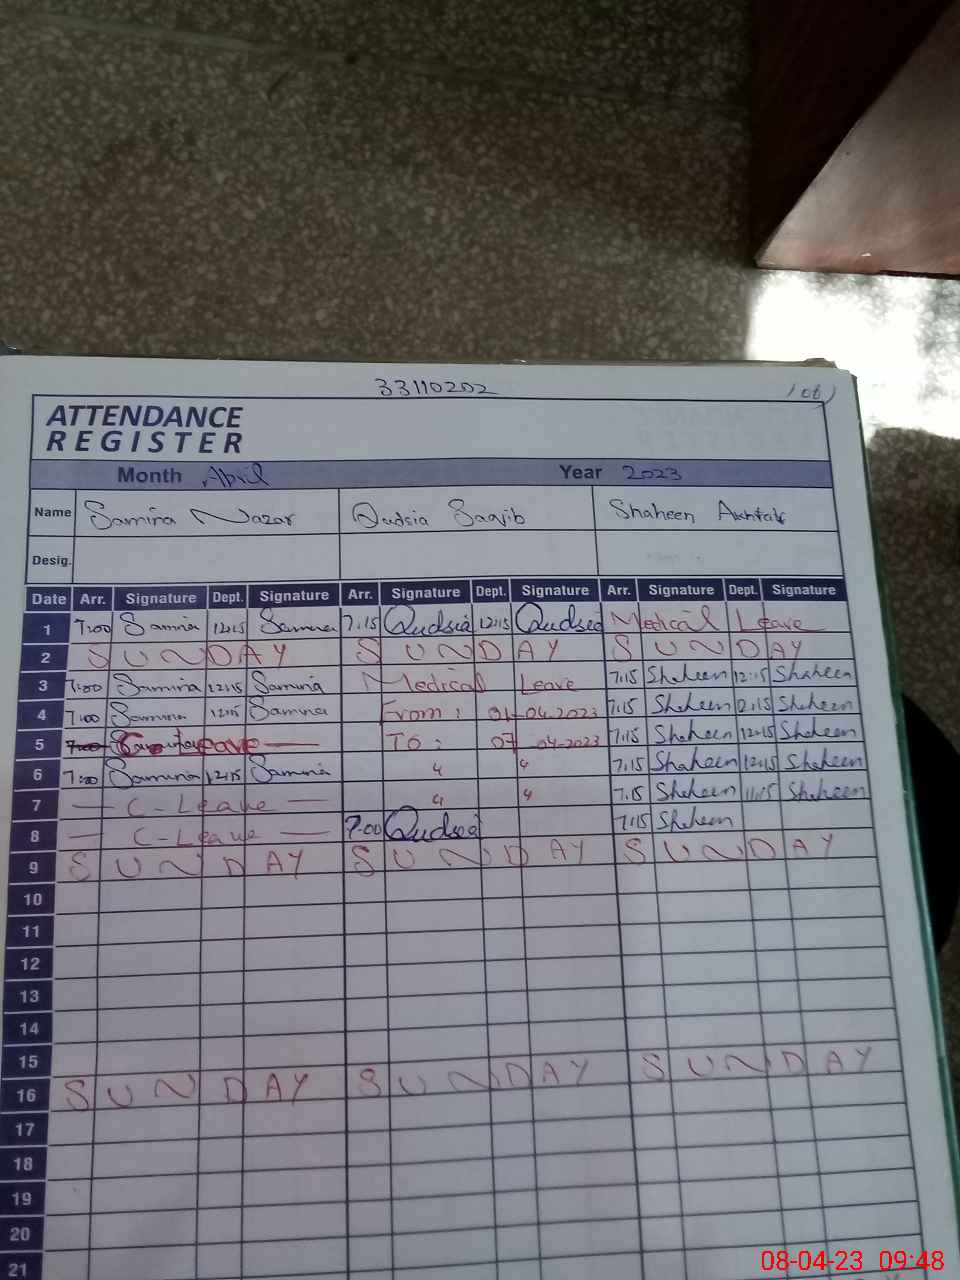 33110202
ATTENDANCE
REGISTER
Month April Year 2023
Name Samina Nazar Qudsia Saqib Shaheen Akhtar
Desig.
Date Arr. Signature Dept. Signature Arr. Signature Dept. Signature Arr. Signature Dept. Signature
1 7:00 Samina 12:15 Samina 7:15 Qudsia 12:15 Qudsia Medical Leave
2 SUNDAY SUNDAY SUNDAY
3 7:00 Samina 12:15 Samina Medical Leave 7:15 Shaheen 12:15 Shaheen
4 7:00 Samina 12:15 Samina From: 01-04-2023 7:15 Shaheen 12:15 Shaheen
5 C-Leave To: 07 04-2023 7:15 Shaheen 12:15 Shaheen
6 7:00 Samina 12:15 Samina 7:15 Shaheen 12:15 Shaheen
7 C-Leave 7:15 Shaheen 11:15 Shaheen
8 C-Leave 7:00 Qudsia 7:15 Shaheen
9 SUNDAY SUNDAY SUNDAY
10
11
12
13
14
15
16 SUNDAY SUNDAY SUNDAY
17
18
19
20
21
08-04-23 09:48